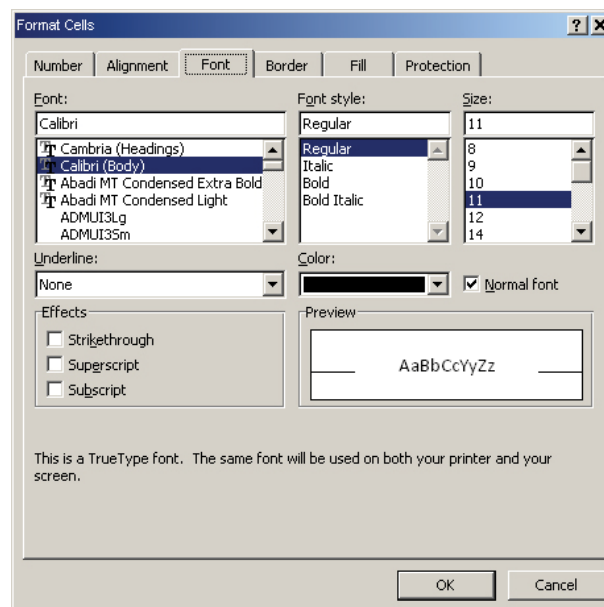 Format Cells
Number Alignment Font Border Fill Protection
Font: Font style: Size:
Calibri Regular 11
Cambria (Headings) Regular 8
Calibri (Body) Italic 9
Abadi MT Condensed Extra Bold Bold 10
Abadi MT Condensed Light Bold Italic 11
ADMUI3Lg 12
ADMUI3Sm 14
Underline: Color:
None Normal font
Effects Preview
Strikethrough
Superscript AaBbCcYyZz
Subscript
This is a TrueType font. The same font will be used on both your printer and your
screen.
OK Cancel